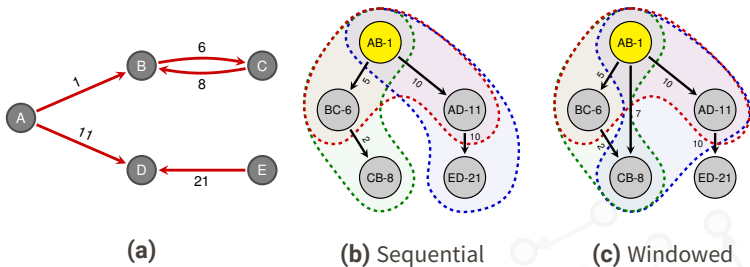 A
B
C
D
E
1
6
8
11
21
(a)
AB-1
5
10
BC-6
AD-11
2
10
CB-8
ED-21
(b) Sequential
AB-1
5
10
BC-6
7
AD-11
2
10
CB-8
ED-21
(c) Windowed